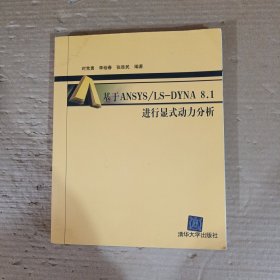 时党勇 李裕春 张胜民 编著
基于ANSYS/LS-DYNA 8.1
进行显式动力分析
清华大学出版社